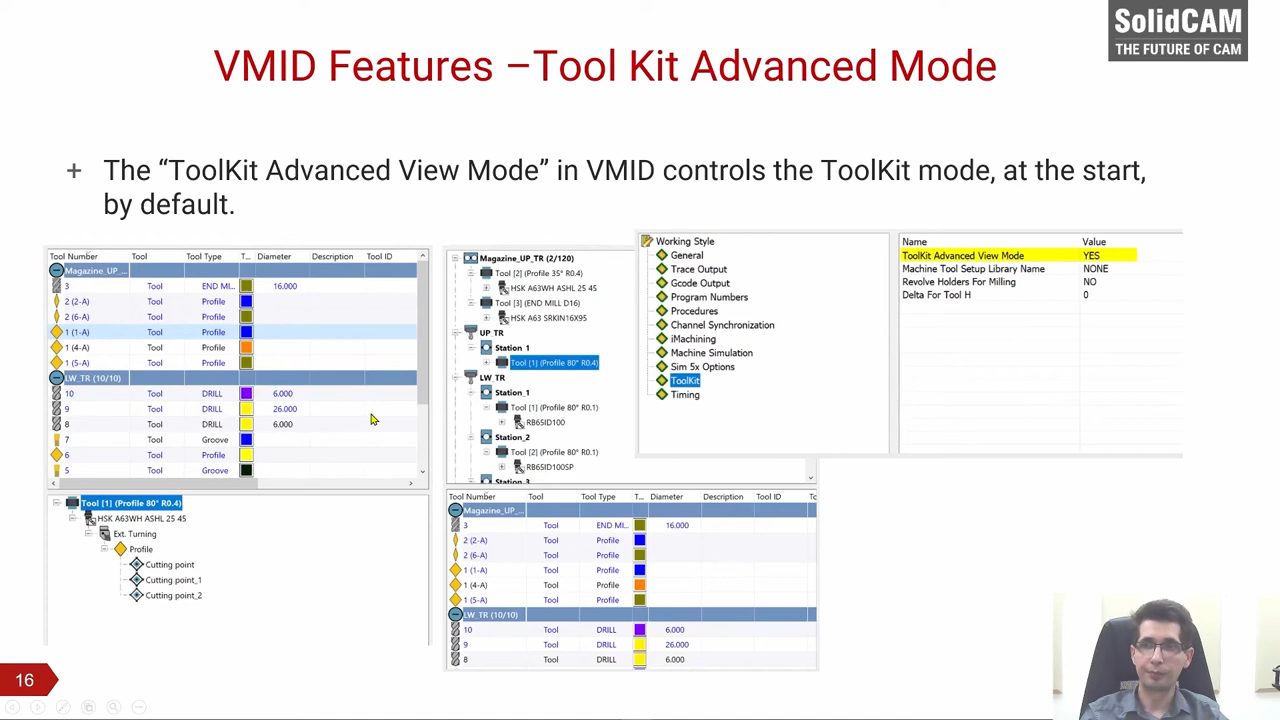 SolidCAM
THE FUTURE OF CAM
VMID Features –Tool Kit Advanced Mode
+ The “ToolKit Advanced View Mode” in VMID controls the ToolKit mode, at the start,
by default.
Tool Number Tool Tool Type T... Diameter Description Tool ID
Magazine_UP_...
3 Tool END MI... 16.000
2 (2-A) Tool Profile
2 (6-A) Tool Profile
1 (1-A) Tool Profile
1 (4-A) Tool Profile
1 (5-A) Tool Profile
LW_TR (10/10)
10 Tool DRILL 6.000
9 Tool DRILL 26.000
8 Tool DRILL 6.000
7 Tool Groove
6 Tool Profile
5 Tool Groove
Tool [1] (Profile 80° R0.4)
HSK A63WH ASHL 25 45
Ext. Turning
Profile
Cutting point
Cutting point_1
Cutting point_2
Magazine_UP_TR (2/120)
Tool [2] (Profile 35° R0.4)
HSK A63WH ASHL 25 45
Tool [3] (END MILL D16)
HSK A63 SRKIN16X95
UP_TR
Station_1
Tool [1] (Profile 80° R0.4)
LW_TR
Station_1
Tool [1] (Profile 80° R0.1)
RB65ID100
Station_2
Tool [2] (Profile 80° R0.1)
RB65ID100SP
Station_3
Tool Number Tool Tool Type T... Diameter Description Tool ID
Magazine_UP_...
3 Tool END MI... 16.000
2 (2-A) Tool Profile
2 (6-A) Tool Profile
1 (1-A) Tool Profile
1 (4-A) Tool Profile
1 (5-A) Tool Profile
LW_TR (10/10)
10 Tool DRILL 6.000
9 Tool DRILL 26.000
8 Tool DRILL 6.000
Working Style
General
Trace Output
Gcode Output
Program Numbers
Procedures
Channel Synchronization
iMachining
Machine Simulation
Sim 5x Options
ToolKit
Timing
Name Value
ToolKit Advanced View Mode YES
Machine Tool Setup Library Name NONE
Revolve Holders For Milling NO
Delta For Tool H 0
16